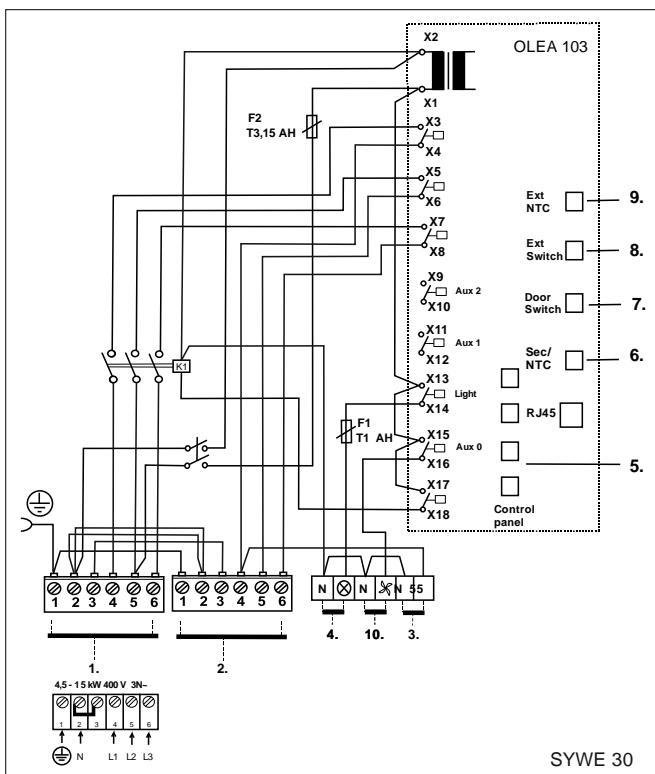 X2
OLEA 103
X1
F2
T3,15 AH
X3
X4
X5
X6
Ext
NTC
9.
X7
X8
Ext
Switch
8.
X9
Aux 2
X10
Door
Switch
7.
X11
Aux 1
X12
Sec/
NTC
6.
K1
X13
Light
X14
RJ45
F1
T1 AH
X15
Aux 0
X16
5.
X17
X18
Control
panel
1 2 3 4 5 6
1 2 3 4 5 6
N N N 55
4. 10. 3.
1. 2.
4,5 - 15 kW 400 V 3N~
1 2 3 4 5 6
N L1 L2 L3
SYWE 30